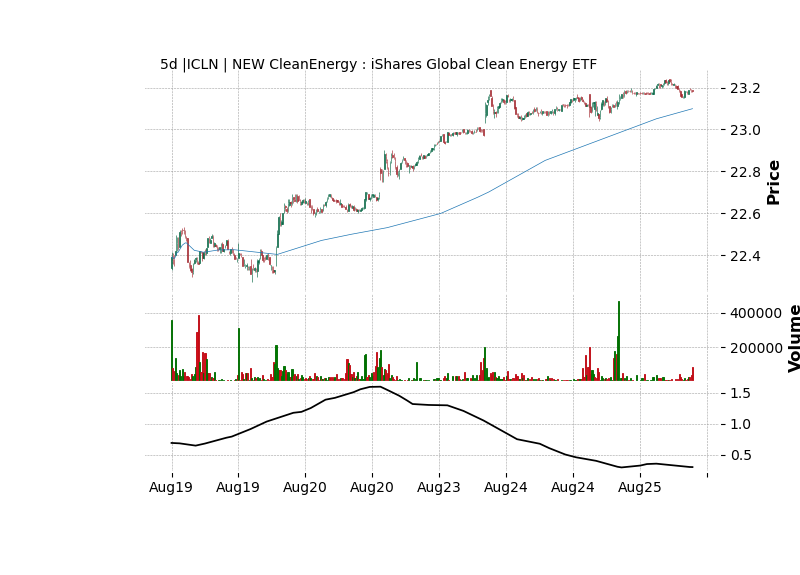 5d |ICLN | NEW CleanEnergy : iShares Global Clean Energy ETF
23.2
23.0
22.8
22.6
22.4
Price
400000
200000
Volume
1.5
1.0
0.5
Aug19 Aug19 Aug20 Aug20 Aug23 Aug24 Aug24 Aug25